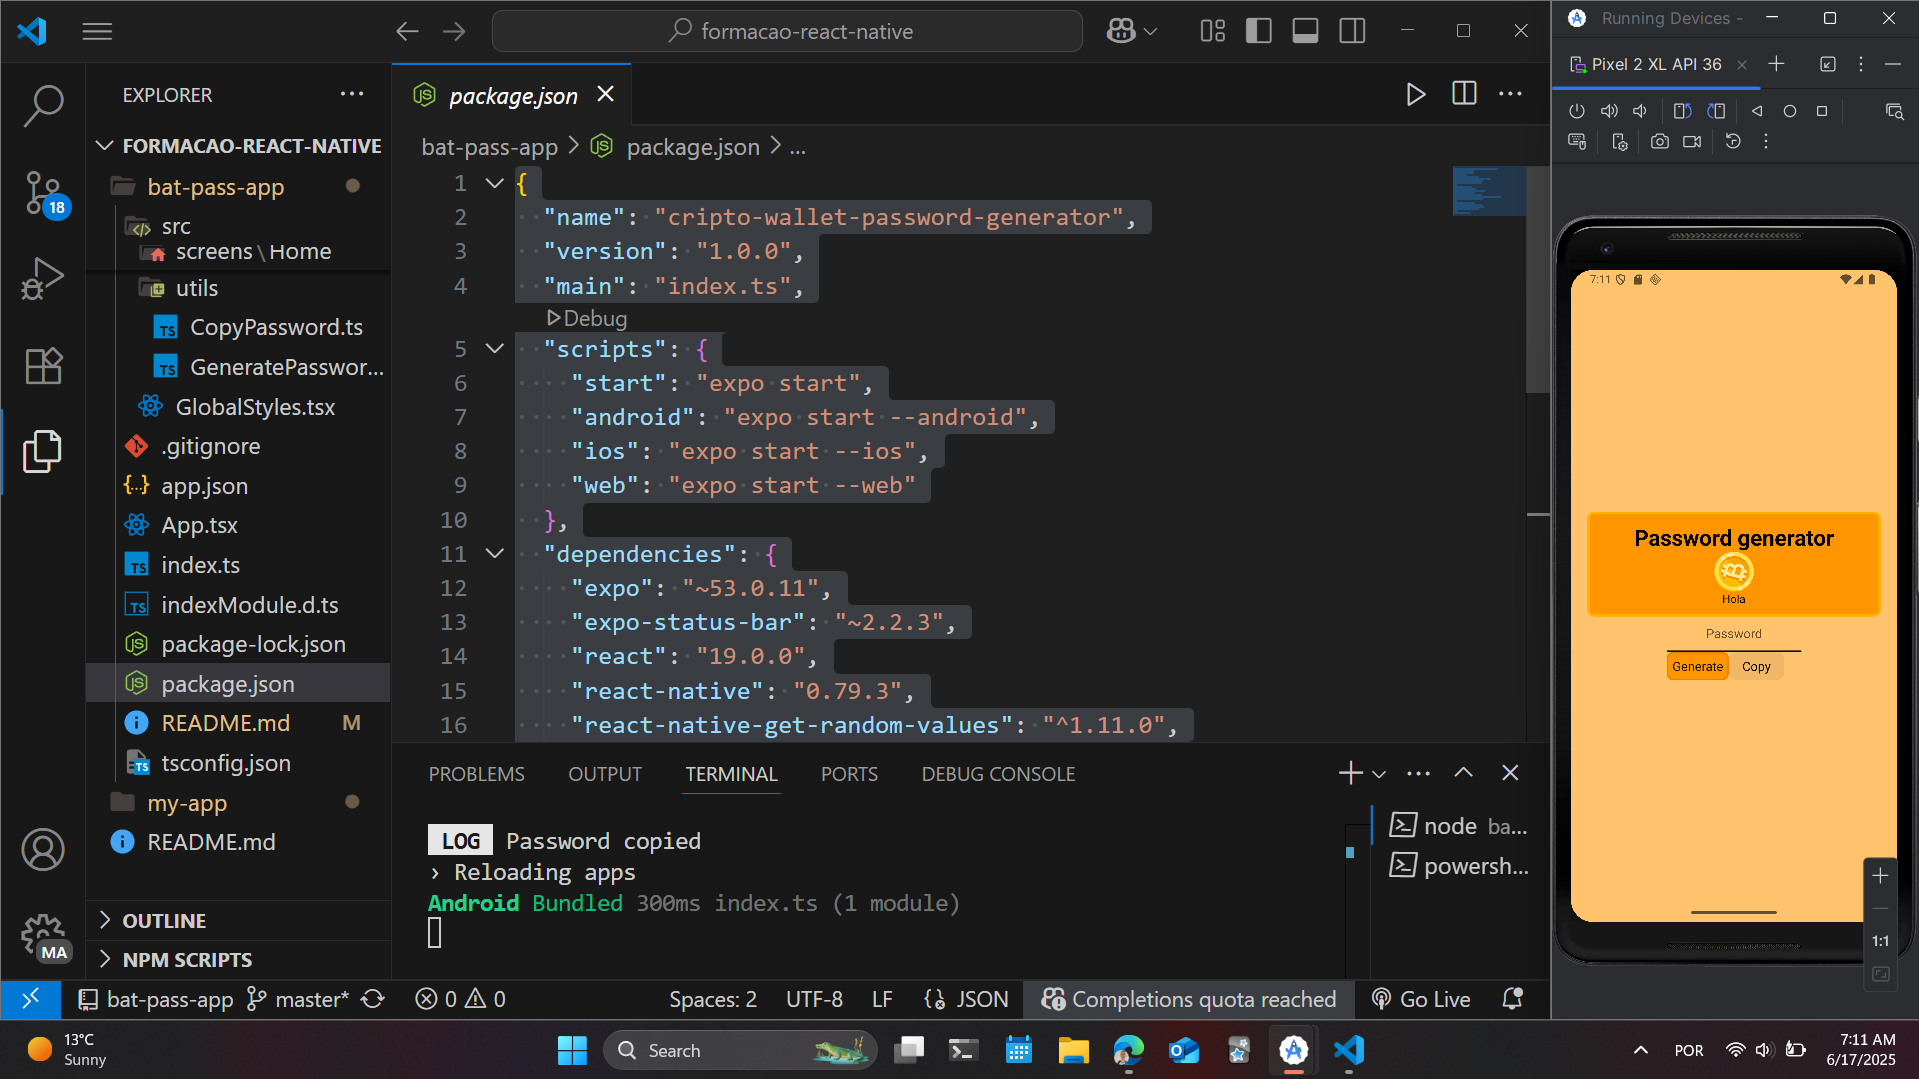 formacao-react-native
Running Devices -
Pixel 2 XL API 36
EXPLORER
package.json
FORMACAO-REACT-NATIVE
bat-pass-app > package.json > ...
bat-pass-app
src
screens\Home
utils
CopyPassword.ts
GeneratePasswor...
GlobalStyles.tsx
.gitignore
app.json
App.tsx
index.ts
indexModule.d.ts
package-lock.json
package.json
README.md M
tsconfig.json
my-app
README.md
OUTLINE
NPM SCRIPTS
18
MA
1 {
2 "name": "cripto-wallet-password-generator",
3 "version": "1.0.0",
4 "main": "index.ts",
Debug
5 "scripts": {
6 "start": "expo start",
7 "android": "expo start --android",
8 "ios": "expo start --ios",
9 "web": "expo start --web"
10 },
11 "dependencies": {
12 "expo": "~53.0.11",
13 "expo-status-bar": "~2.2.3",
14 "react": "19.0.0",
15 "react-native": "0.79.3",
16 "react-native-get-random-values": "^1.11.0",
PROBLEMS OUTPUT TERMINAL PORTS DEBUG CONSOLE
LOG Password copied
› Reloading apps
Android Bundled 300ms index.ts (1 module)
node ba...
powersh...
7:11
Password generator
Hola
Password
Generate Copy
1:1
bat-pass-app master* 0 0 Spaces: 2 UTF-8 LF JSON Completions quota reached Go Live
13°C
Sunny
Search
POR
7:11 AM
6/17/2025